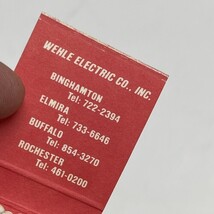 WEHLE ELECTRIC CO., INC.
BINGHAMTON
Tel: 722-2394
ELMIRA
Tel: 733-6646
BUFFALO
Tel: 854-3270
ROCHESTER
Tel: 461-0200